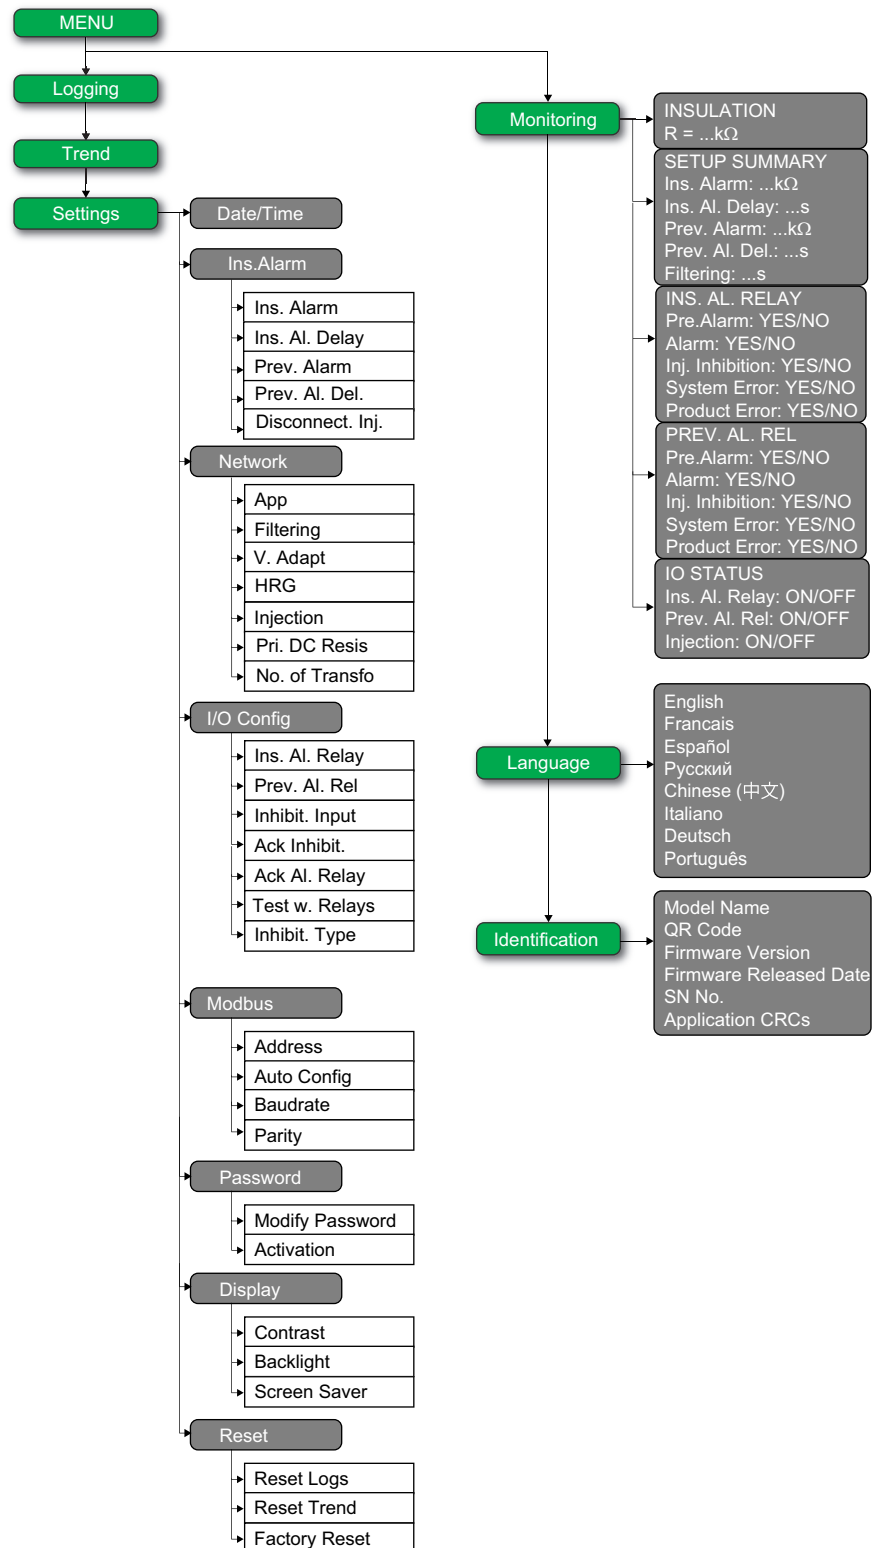 MENU
Logging
Trend
Settings
Date/Time
Ins.Alarm
Ins. Alarm
Ins. Al. Delay
Prev. Alarm
Prev. Al. Del.
Disconnect. Inj.
Network
App
Filtering
V. Adapt
HRG
Injection
Pri. DC Resis
No. of Transfo
I/O Config
Ins. Al. Relay
Prev. Al. Rel
Inhibit. Input
Ack Inhibit.
Ack Al. Relay
Test w. Relays
Inhibit. Type
Modbus
Address
Auto Config
Baudrate
Parity
Password
Modify Password
Activation
Display
Contrast
Backlight
Screen Saver
Reset
Reset Logs
Reset Trend
Factory Reset
Monitoring
INSULATION
R = ...kΩ
SETUP SUMMARY
Ins. Alarm: ...kΩ
Ins. Al. Delay: ...s
Prev. Alarm: ...kΩ
Prev. Al. Del.: ...s
Filtering: ...s
INS. AL. RELAY
Pre.Alarm: YES/NO
Alarm: YES/NO
Inj. Inhibition: YES/NO
System Error: YES/NO
Product Error: YES/NO
PREV. AL. REL
Pre.Alarm: YES/NO
Alarm: YES/NO
Inj. Inhibition: YES/NO
System Error: YES/NO
Product Error: YES/NO
IO STATUS
Ins. Al. Relay: ON/OFF
Prev. Al. Rel: ON/OFF
Injection: ON/OFF
Language
English
Francais
Español
Русский
Chinese (中文)
Italiano
Deutsch
Português
Identification
Model Name
QR Code
Firmware Version
Firmware Released Date
SN No.
Application CRCs